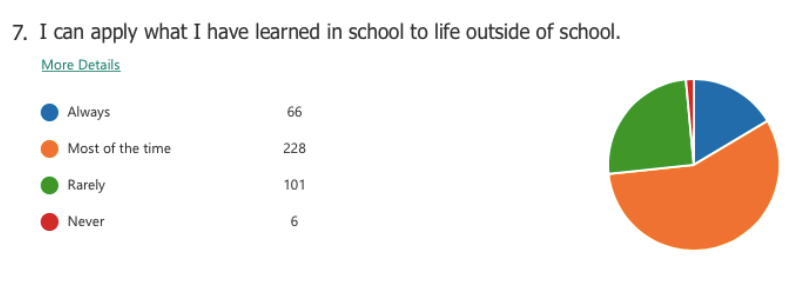 7. I can apply what I have learned in school to life outside of school.
More Details
Always 66
Most of the time 228
Rarely 101
Never 6